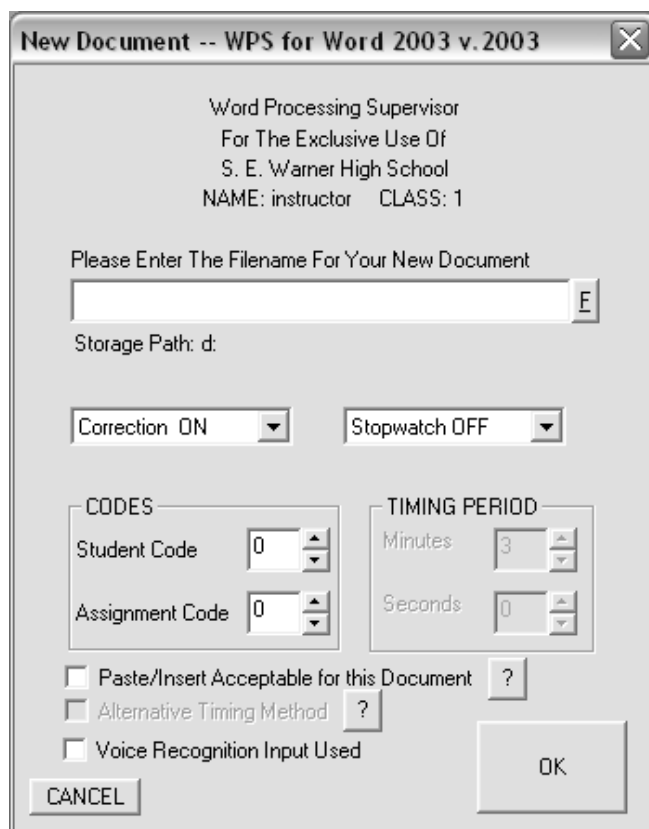 New Document -- WPS for Word 2003 v.2003
Word Processing Supervisor
For The Exclusive Use Of
S. E. Warner High School
NAME: instructor CLASS: 1
Please Enter The Filename For Your New Document
F
Storage Path: d:
Correction ON
Stopwatch OFF
CODES
Student Code 0
Assignment Code 0
TIMING PERIOD
Minutes 3
Seconds 0
Paste/Insert Acceptable for this Document ?
Alternative Timing Method ?
Voice Recognition Input Used
OK
CANCEL